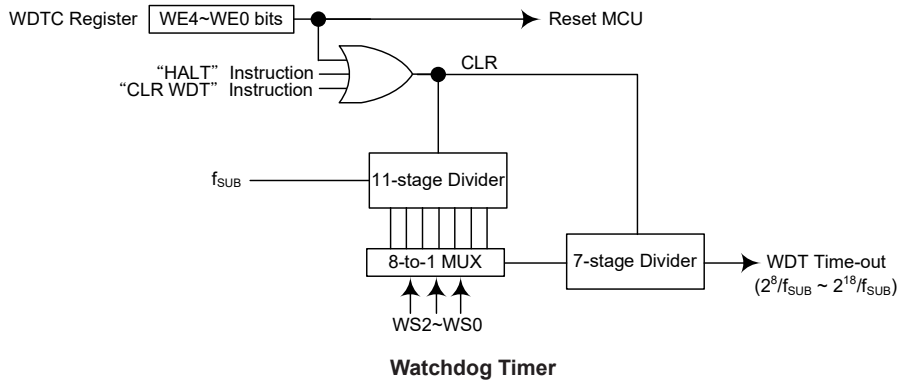 WDTC Register WE4~WE0 bits Reset MCU
CLR
“HALT” Instruction
“CLR WDT” Instruction
fSUB
11-stage Divider
8-to-1 MUX
7-stage Divider
WDT Time-out
(2⁸/fSUB ~ 2¹⁸/fSUB)
WS2~WS0
Watchdog Timer